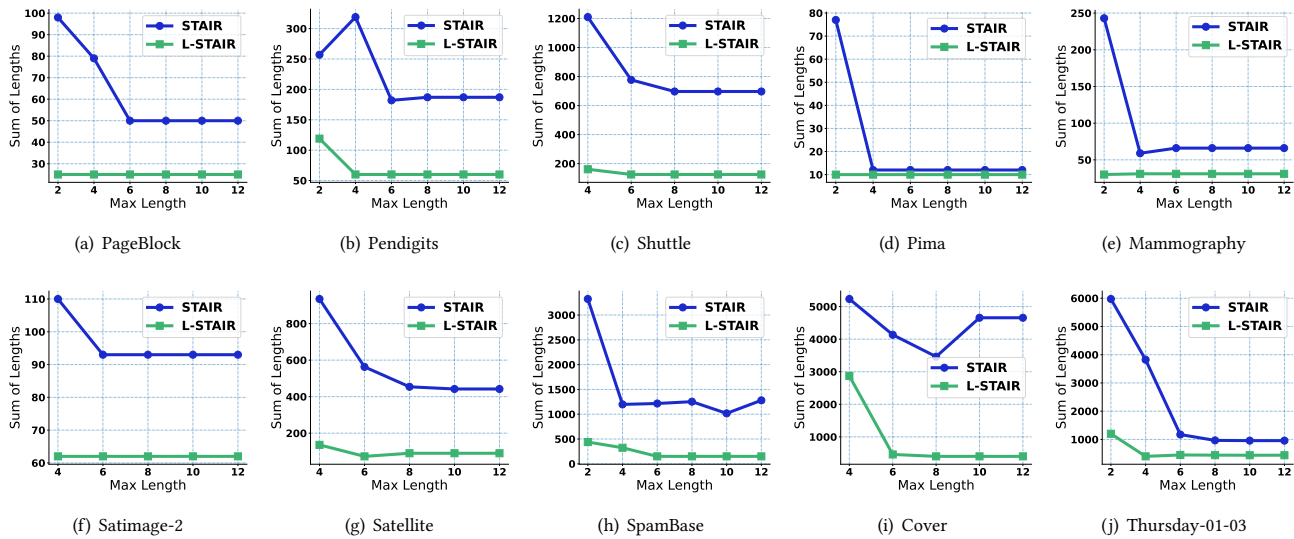 100
90
80
70
60
50
40
30
2 4 6 8 10 12
Sum of Lengths
Max Length
STAIR
L-STAIR
(a) PageBlock
300
250
200
150
100
50
2 4 6 8 10 12
Sum of Lengths
Max Length
STAIR
L-STAIR
(b) Pendigits
1200
1000
800
600
400
200
4 6 8 10 12
Sum of Lengths
Max Length
STAIR
L-STAIR
(c) Shuttle
80
70
60
50
40
30
20
10
2 4 6 8 10 12
Sum of Lengths
Max Length
STAIR
L-STAIR
(d) Pima
250
200
150
100
50
2 4 6 8 10 12
Sum of Lengths
Max Length
STAIR
L-STAIR
(e) Mammography
110
100
90
80
70
60
4 6 8 10 12
Sum of Lengths
Max Length
STAIR
L-STAIR
(f) Satimage-2
800
600
400
200
4 6 8 10 12
Sum of Lengths
Max Length
STAIR
L-STAIR
(g) Satellite
3000
2500
2000
1500
1000
500
0
2 4 6 8 10 12
Sum of Lengths
Max Length
STAIR
L-STAIR
(h) SpamBase
5000
4000
3000
2000
1000
4 6 8 10 12
Sum of Lengths
Max Length
STAIR
L-STAIR
(i) Cover
6000
5000
4000
3000
2000
1000
2 4 6 8 10 12
Sum of Lengths
Max Length
STAIR
L-STAIR
(j) Thursday-01-03